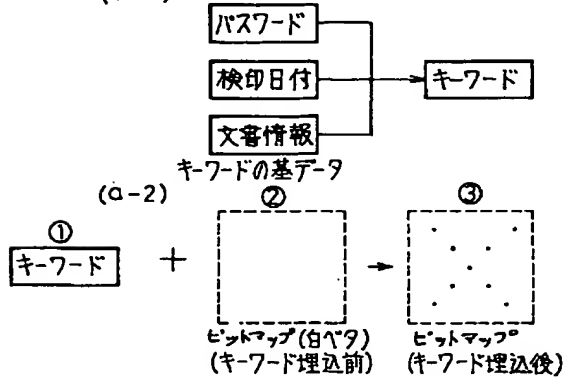 パスワード
検印日付
キーワード
文書情報
キーワードの基データ
(a-2)
① ② ③
キーワード + →
ビットマップ(白ベタ) ビットマップ
(キーワード埋込前) (キーワード埋込後)